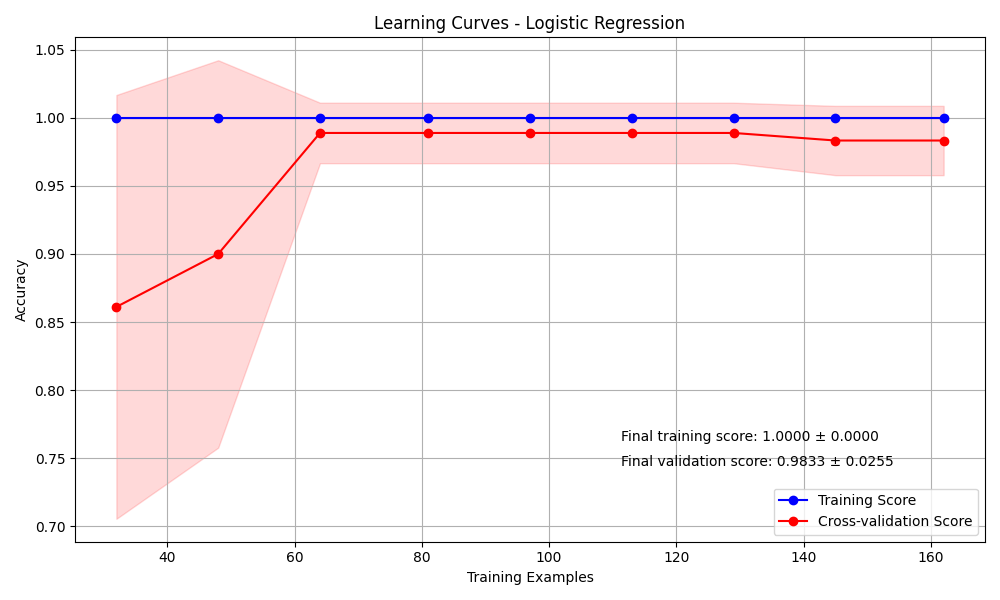 Learning Curves - Logistic Regression
Accuracy
1.05
1.00
0.95
0.90
0.85
0.80
0.75
0.70
Final training score: 1.0000 ± 0.0000
Final validation score: 0.9833 ± 0.0255
Training Score
Cross-validation Score
40 60 80 100 120 140 160
Training Examples